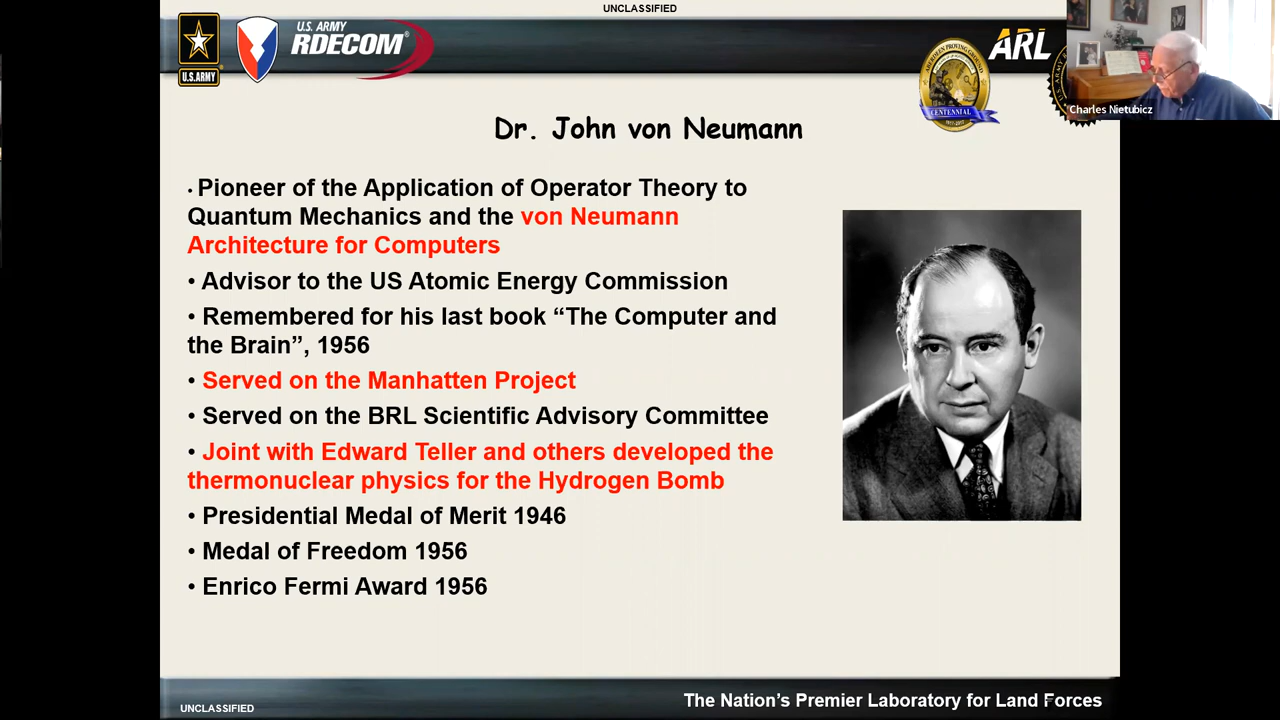 UNCLASSIFIED
U.S. ARMY
U.S. ARMY
RDECOM®
ARL
ABERDEEN PROVING GROUND
CENTENNIAL
Charles Nietubicz
Dr. John von Neumann
• Pioneer of the Application of Operator Theory to
Quantum Mechanics and the von Neumann
Architecture for Computers
• Advisor to the US Atomic Energy Commission
• Remembered for his last book “The Computer and
the Brain”, 1956
• Served on the Manhatten Project
• Served on the BRL Scientific Advisory Committee
• Joint with Edward Teller and others developed the
thermonuclear physics for the Hydrogen Bomb
• Presidential Medal of Merit 1946
• Medal of Freedom 1956
• Enrico Fermi Award 1956
The Nation’s Premier Laboratory for Land Forces
UNCLASSIFIED